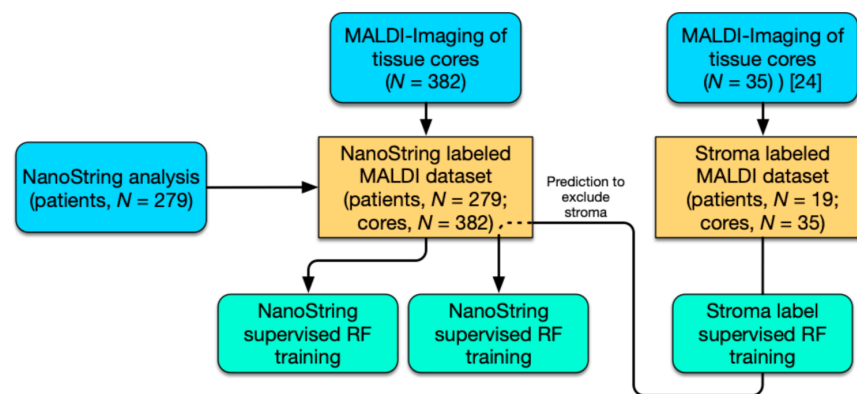 MALDI-Imaging of
tissue cores
(N = 382)
MALDI-Imaging of
tissue cores
(N = 35) ) [24]
NanoString analysis
(patients, N = 279)
NanoString labeled
MALDI dataset
(patients, N = 279;
cores, N = 382)
Prediction to
exclude
stroma
Stroma labeled
MALDI dataset
(patients, N = 19;
cores, N = 35)
NanoString
supervised RF
training
NanoString
supervised RF
training
Stroma label
supervised RF
training